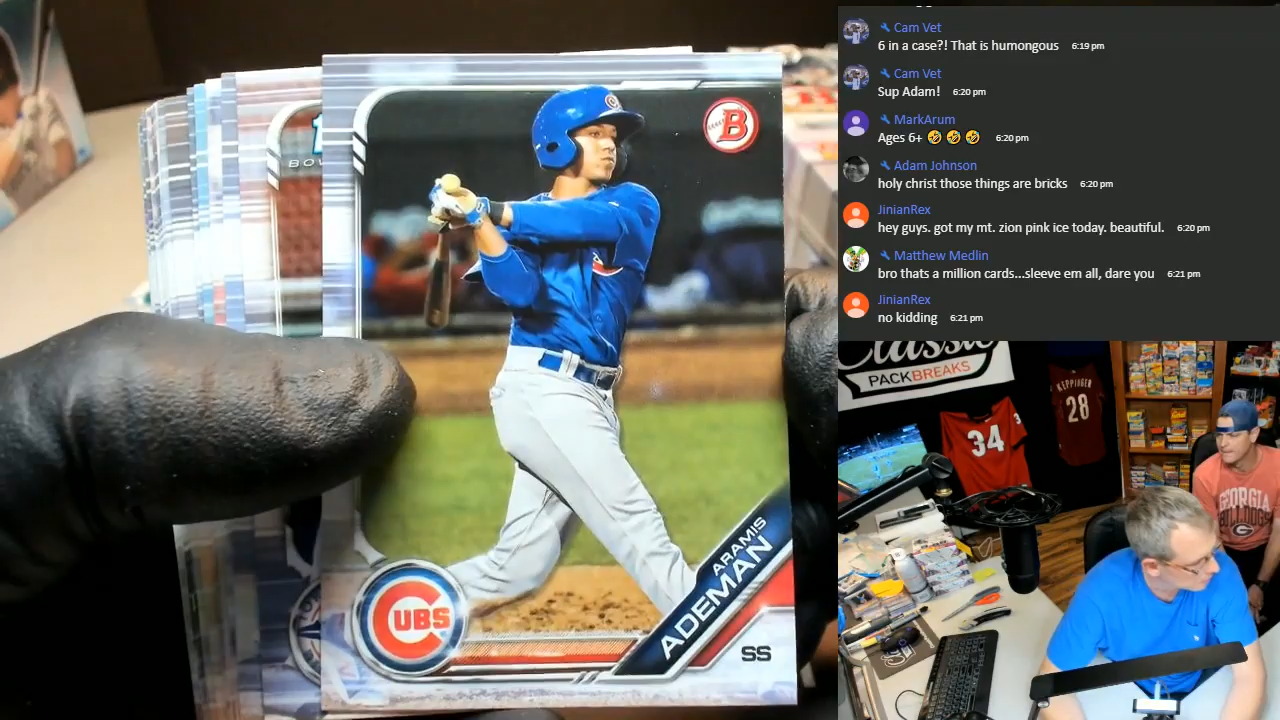 Cam Vet
6 in a case?! That is humongous 6:19 pm
Cam Vet
Sup Adam! 6:20 pm
MarkArum
Ages 6+ 🤣 🤣 🤣 6:20 pm
Adam Johnson
holy christ those things are bricks 6:20 pm
JinianRex
hey guys. got my mt. zion pink ice today. beautiful. 6:20 pm
Matthew Medlin
bro thats a million cards...sleeve em all, dare you 6:21 pm
JinianRex
no kidding 6:21 pm
B
BO
CUBS
ARAMIS
ADEMAN
SS
Classic
PACKBREAKS
34
KEPPINGER
28
GEORGIA
BULLDOGS
G